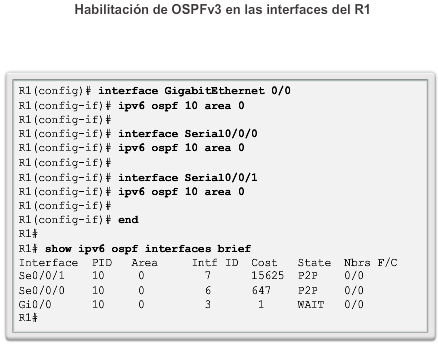 Habilitación de OSPFv3 en las interfaces del R1
R1(config)# interface GigabitEthernet 0/0
R1(config-if)# ipv6 ospf 10 area 0
R1(config-if)#
R1(config-if)# interface Serial0/0/0
R1(config-if)# ipv6 ospf 10 area 0
R1(config-if)#
R1(config-if)# interface Serial0/0/1
R1(config-if)# ipv6 ospf 10 area 0
R1(config-if)#
R1(config-if)# end
R1#
R1# show ipv6 ospf interfaces brief
Interface PID Area Intf ID Cost State Nbrs F/C
Se0/0/1 10 0 7 15625 P2P 0/0
Se0/0/0 10 0 6 647 P2P 0/0
Gi0/0 10 0 3 1 WAIT 0/0
R1#